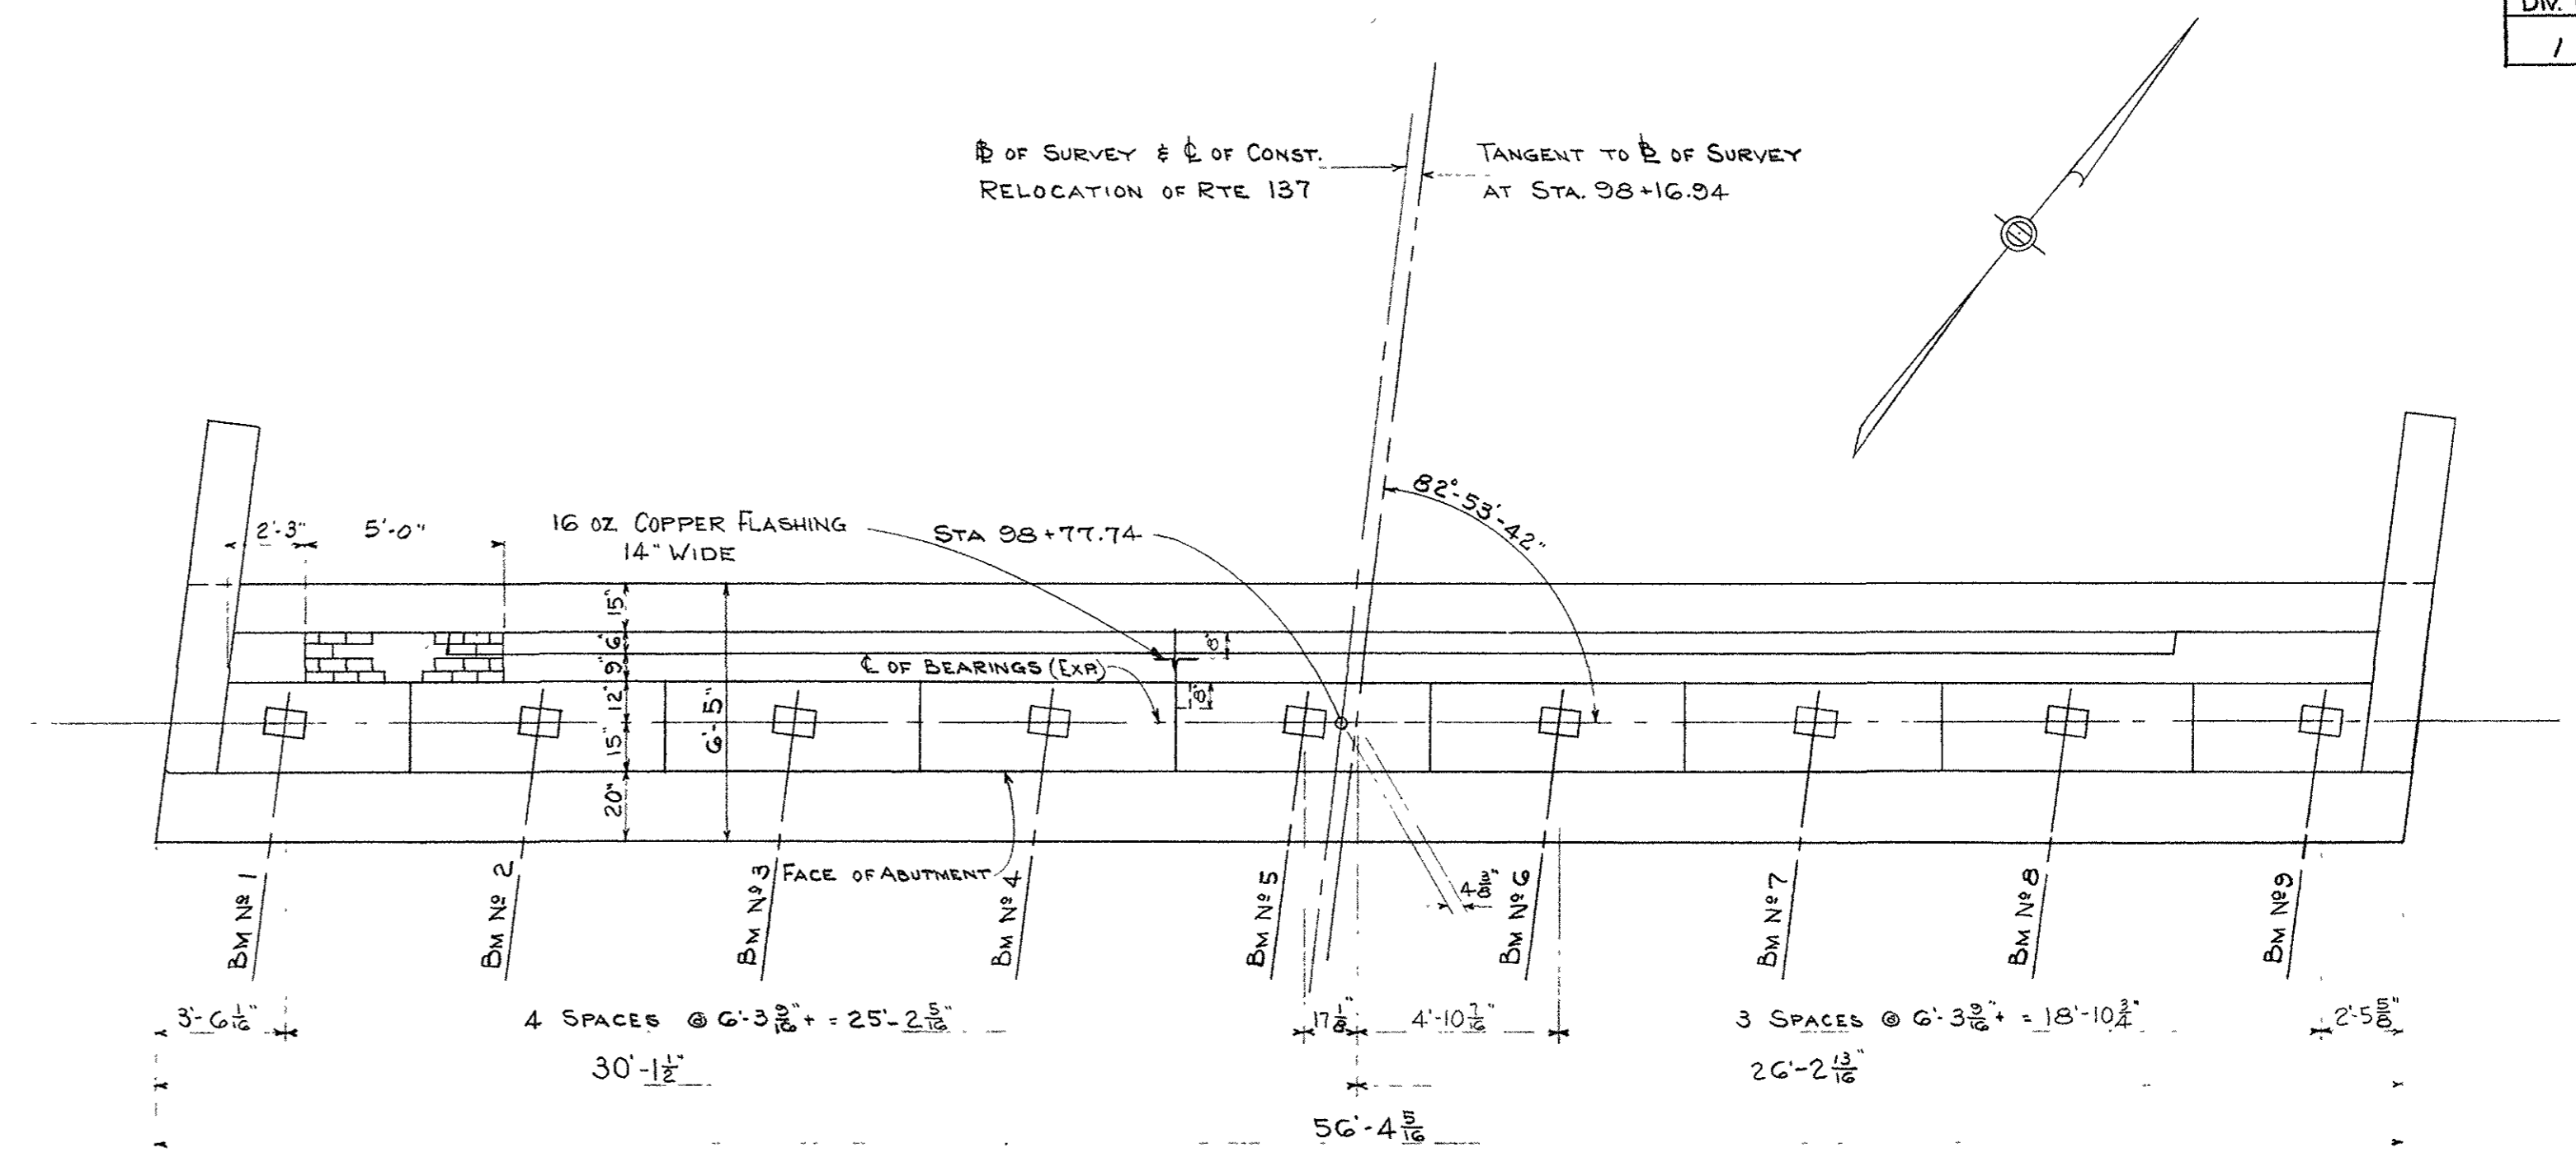 DIV.
1
℔ OF SURVEY & ℄ OF CONST.
RELOCATION OF RTE 137
TANGENT TO ℔ OF SURVEY
AT STA. 98+16.94
82°-53'-42"
2'-3"
5'-0"
16 OZ COPPER FLASHING
14" WIDE
STA 98+77.74
15"
6"
9"
12"
15"
20"
6'-5"
8"
℄ OF BEARINGS (EXP.)
FACE OF ABUTMENT
4 3/8"
BM Nº 1
BM Nº 2
BM Nº 3
BM Nº 4
BM Nº 5
BM Nº 6
BM Nº 7
BM Nº 8
BM Nº 9
3'-6 1/16"
4 SPACES @ 6'-3 9/16"+ = 25'-2 5/16"
17 1/8"
4'-10 7/16"
3 SPACES @ 6'-3 9/16"+ = 18'-10 3/4"
2'-5 5/8"
30'-1 1/2"
26'-2 13/16"
56'-4 5/16"